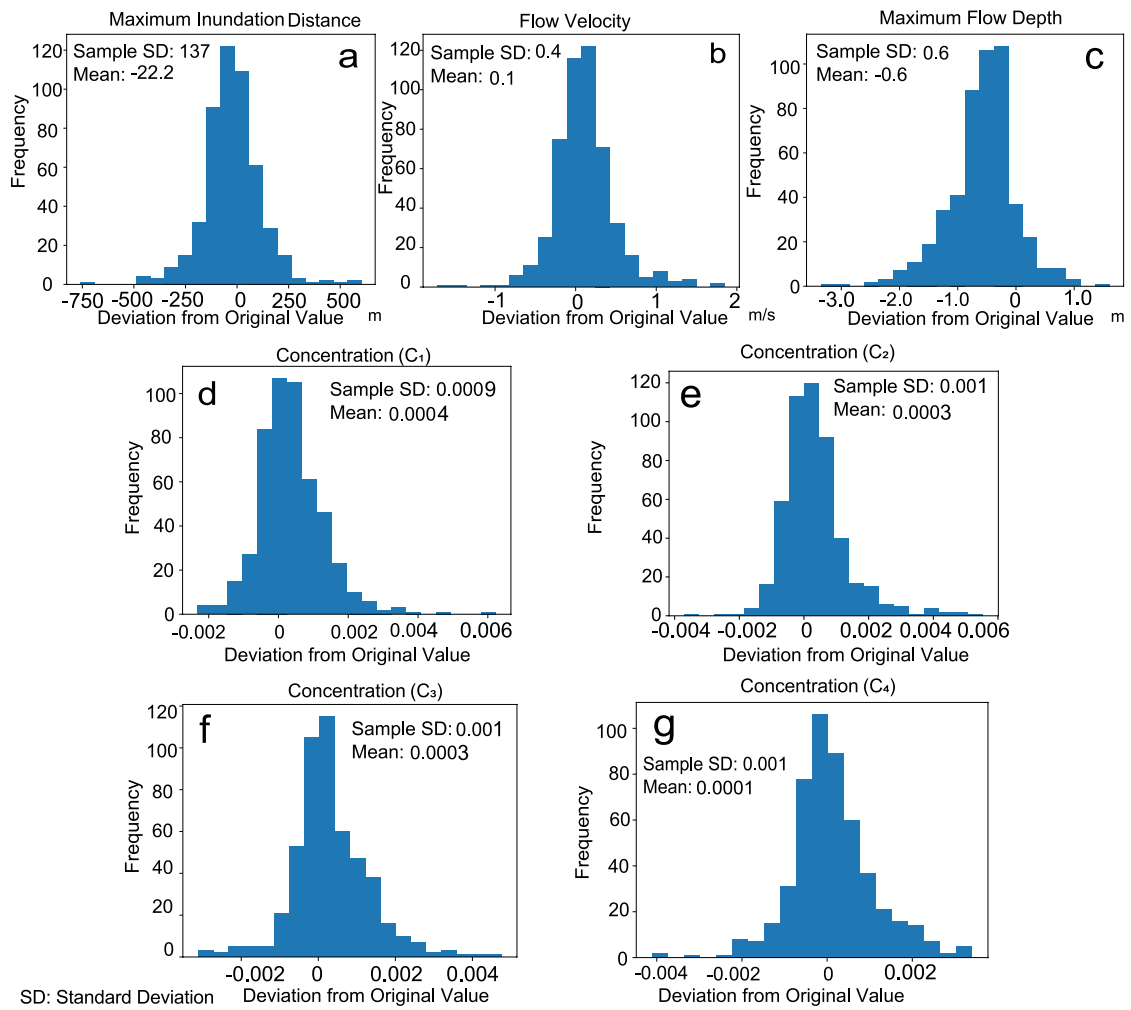 Maximum Inundation Distance
Sample SD: 137
Mean: -22.2
a
Frequency
120
100
80
60
40
20
0
-750 -500 -250 0 250 500
Deviation from Original Value m
Flow Velocity
Sample SD: 0.4
Mean: 0.1
b
Frequency
120
100
80
60
40
20
0
-1 0 1 2
Deviation from Original Value m/s
Maximum Flow Depth
Sample SD: 0.6
Mean: -0.6
c
Frequency
100
80
60
40
20
0
-3.0 -2.0 -1.0 0 1.0
Deviation from Original Value m
Concentration (C₁)
d
Sample SD: 0.0009
Mean: 0.0004
Frequency
100
80
60
40
20
0
-0.002 0 0.002 0.004 0.006
Deviation from Original Value
Concentration (C₂)
e
Sample SD: 0.001
Mean: 0.0003
Frequency
120
100
80
60
40
20
0
-0.004 -0.002 0 0.002 0.004 0.006
Deviation from Original Value
Concentration (C₃)
f
Sample SD: 0.001
Mean: 0.0003
Frequency
120
100
80
60
40
20
0
-0.002 0 0.002 0.004
Deviation from Original Value
Concentration (C₄)
g
Sample SD: 0.001
Mean: 0.0001
Frequency
100
80
60
40
20
0
-0.004 -0.002 0 0.002
Deviation from Original Value
SD: Standard Deviation